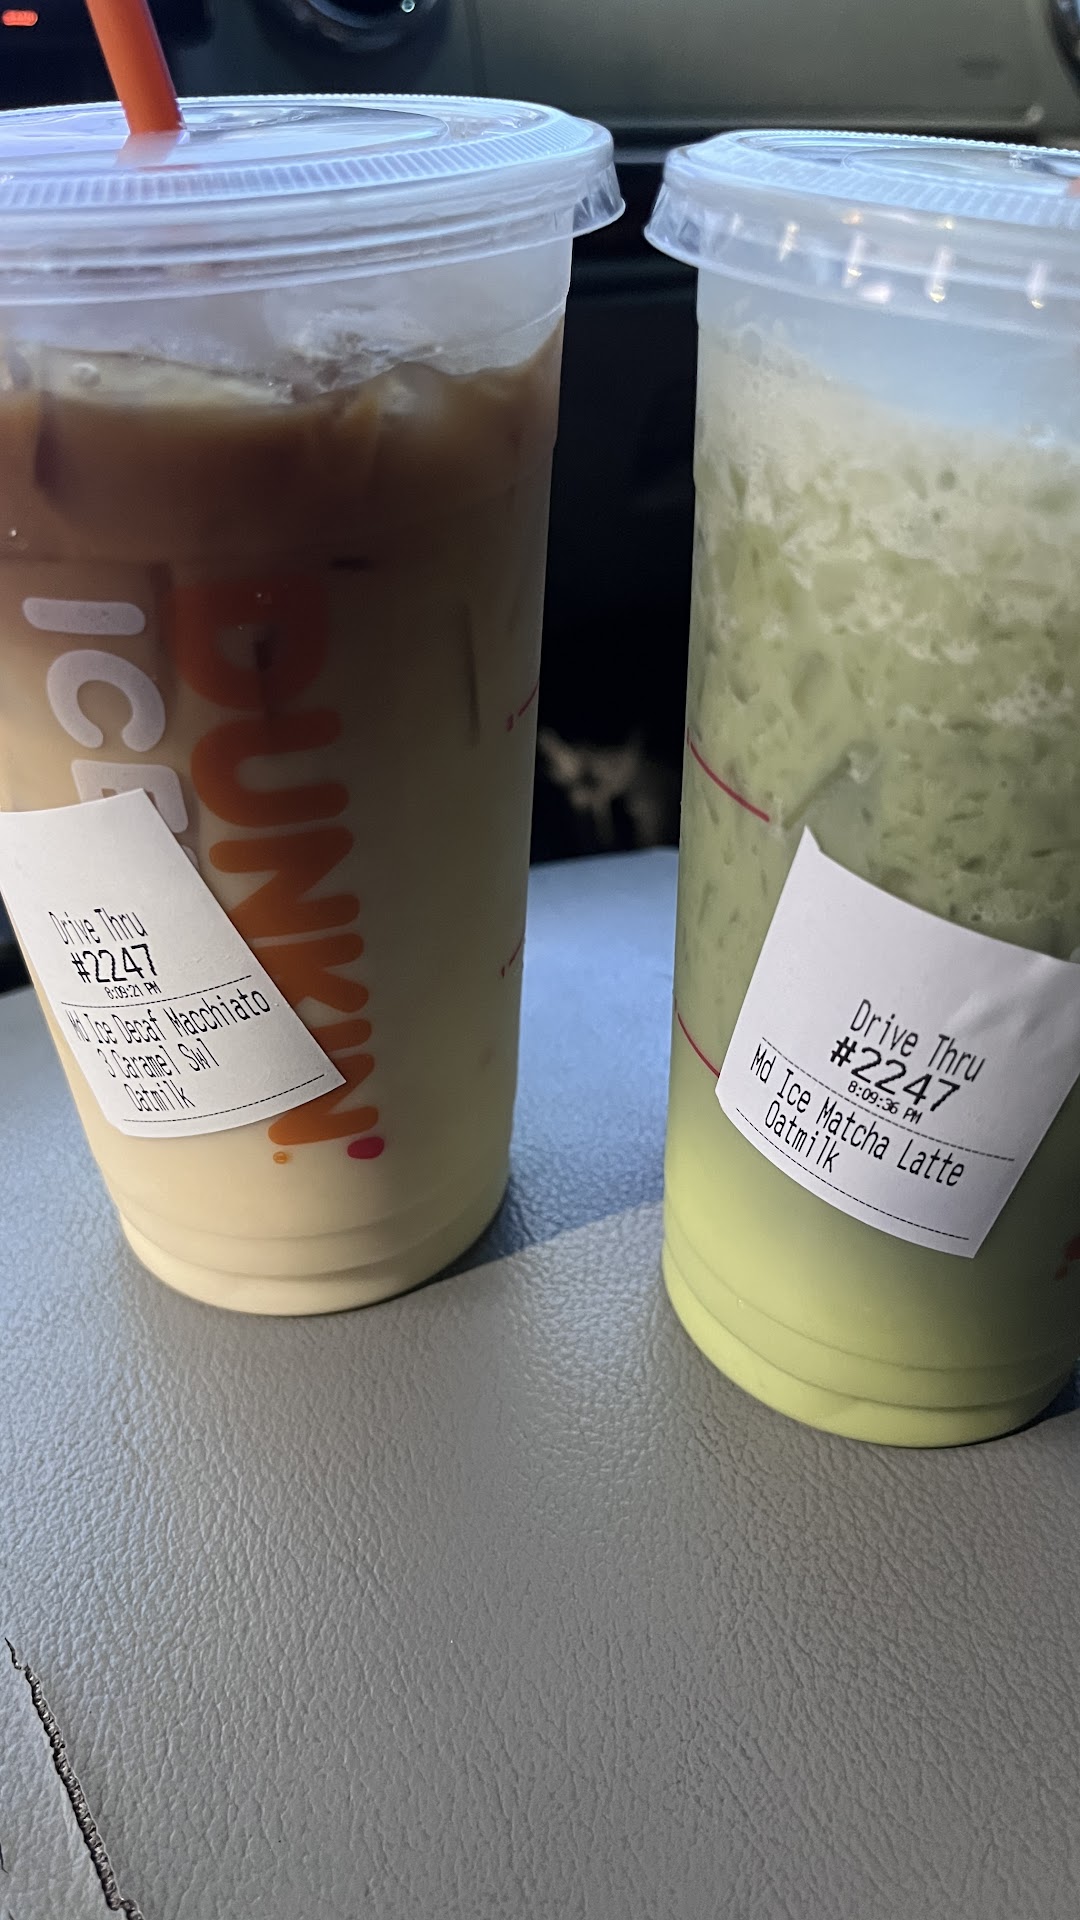 ICED
DUNKIN'
Drive Thru
#2247
8:09:21 PM
Md Ice Decaf Macchiato
3 Caramel Swl
Oatmilk
Drive Thru
#2247
8:09:36 PM
Md Ice Matcha Latte
Oatmilk